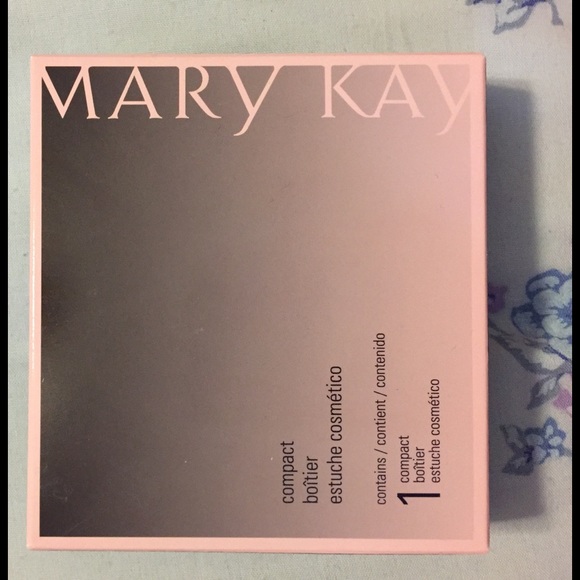 MARY KAY
compact
boîtier
estuche cosmético
contains / contient / contenido
1 compact
boîtier
estuche cosmético